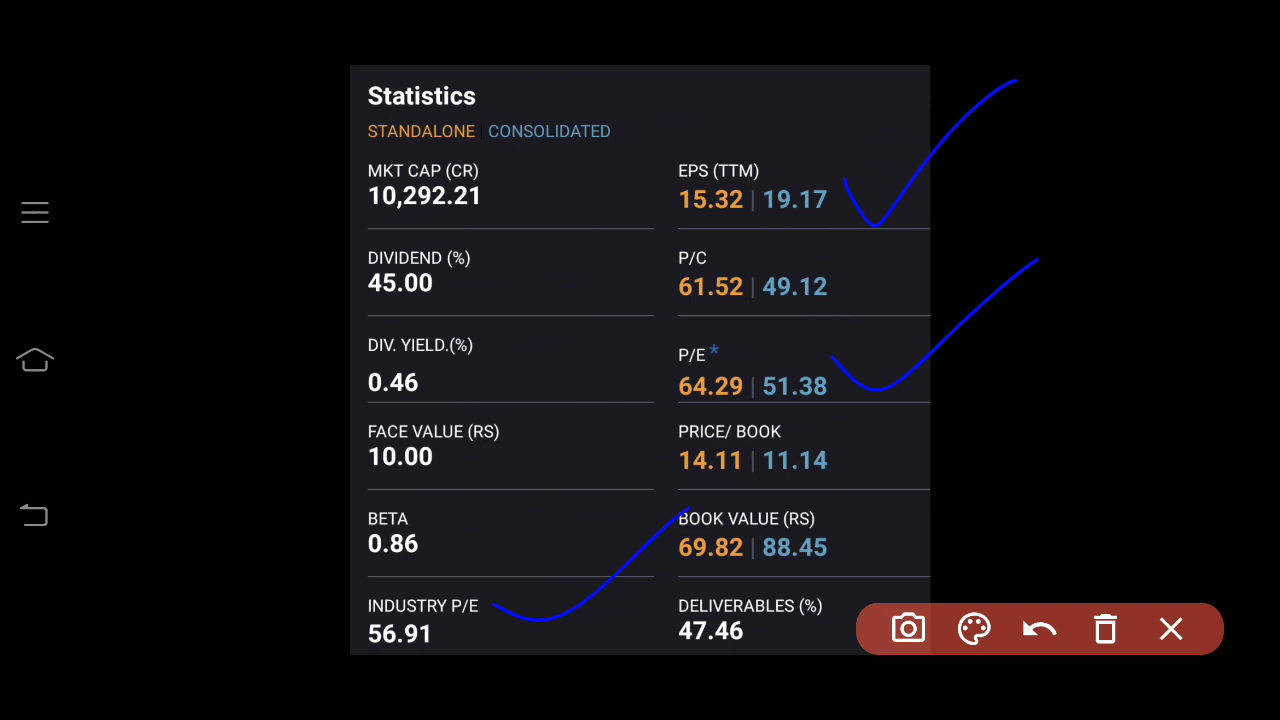 Statistics
STANDALONE | CONSOLIDATED
MKT CAP (CR)
10,292.21
EPS (TTM)
15.32 | 19.17
DIVIDEND (%)
45.00
P/C
61.52 | 49.12
DIV. YIELD.(%)
0.46
P/E *
64.29 | 51.38
FACE VALUE (RS)
10.00
PRICE/ BOOK
14.11 | 11.14
BETA
0.86
BOOK VALUE (RS)
69.82 | 88.45
INDUSTRY P/E
56.91
DELIVERABLES (%)
47.46